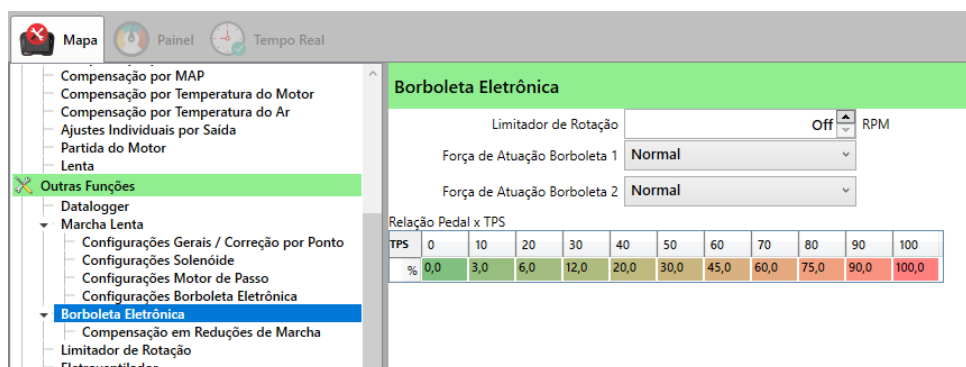 Mapa Painel Tempo Real
Compensação por MAP
Compensação por Temperatura do Motor
Compensação por Temperatura do Ar
Ajustes Individuais por Saída
Partida do Motor
Lenta
Outras Funções
Datalogger
Marcha Lenta
Configurações Gerais / Correção por Ponto
Configurações Solenóide
Configurações Motor de Passo
Configurações Borboleta Eletrônica
Borboleta Eletrônica
Compensação em Reduções de Marcha
Limitador de Rotação
Eletroventilador
Borboleta Eletrônica
Limitador de Rotação Off RPM
Força de Atuação Borboleta 1 Normal
Força de Atuação Borboleta 2 Normal
Relação Pedal x TPS
TPS 0 10 20 30 40 50 60 70 80 90 100
% 0,0 3,0 6,0 12,0 20,0 30,0 45,0 60,0 75,0 90,0 100,0